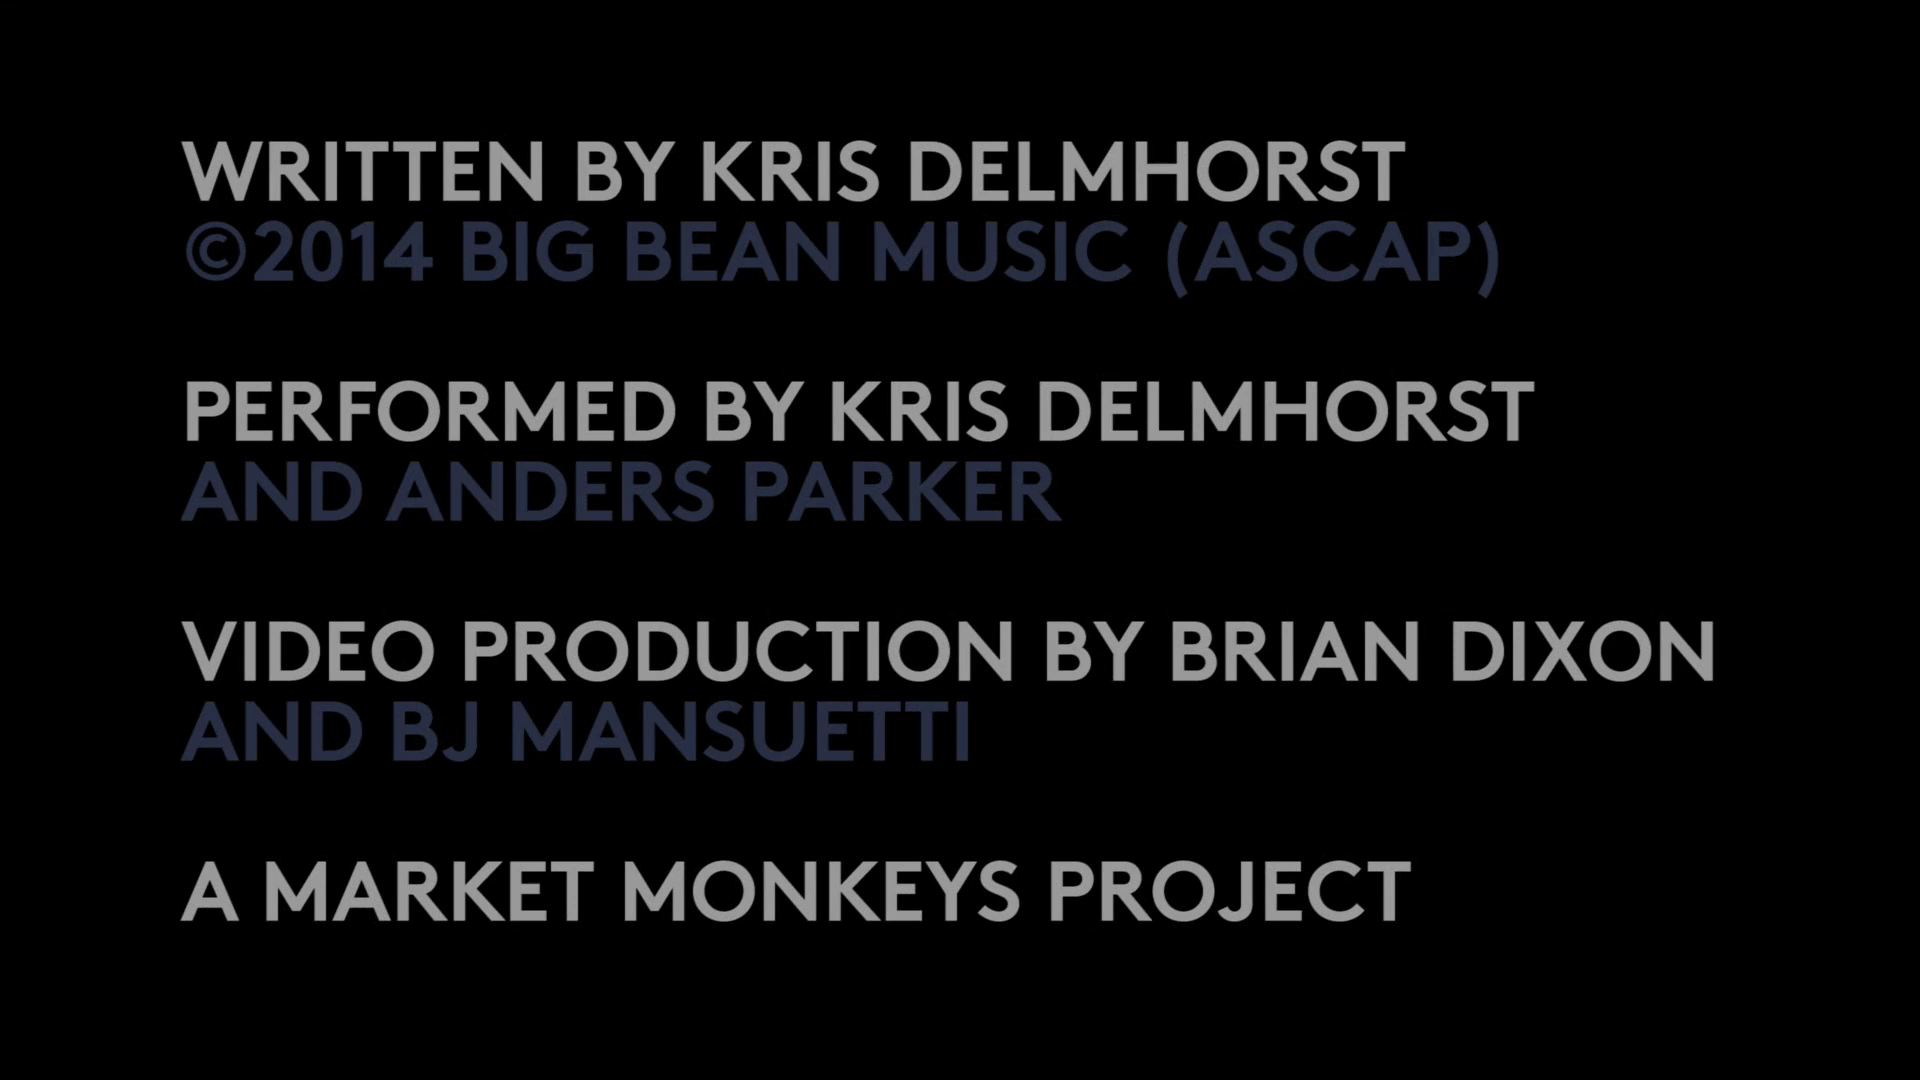 WRITTEN BY KRIS DELMHORST
©2014 BIG BEAN MUSIC (ASCAP)
PERFORMED BY KRIS DELMHORST
AND ANDERS PARKER
VIDEO PRODUCTION BY BRIAN DIXON
AND BJ MANSUETTI
A MARKET MONKEYS PROJECT